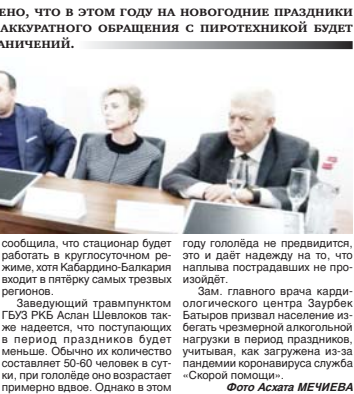 ЕНО, ЧТО В ЭТОМ ГОДУ НА НОВОГОДНИЕ ПРАЗДНИКИ
АККУРАТНОГО ОБРАЩЕНИЯ С ПИРОТЕХНИКОЙ БУДЕТ
АНИЧЕНИЙ.
сообщила, что стационар будет
работать в круглосуточном ре-
жиме, хотя Кабардино-Балкария
входит в пятёрку самых трезвых
регионов.
Заведующий травмпунктом
ГБУЗ РКБ Аслан Шевлоков так-
же надеется, что поступающих
в период праздников будет
меньше. Обычно их количество
составляет 50-60 человек в сут-
ки, при гололёде оно возрастает
примерно вдвое. Однако в этом
году гололёда не предвидится,
это и даёт надежду на то, что
наплыва пострадавших не про-
изойдёт.
Зам. главного врача карди-
ологического центра Заурбек
Батыров призвал население из-
бегать чрезмерной алкогольной
нагрузки в период праздников,
учитывая, как загружена из-за
пандемии коронавируса служба
«Скорой помощи».
Фото Асхата МЕЧИЕВА